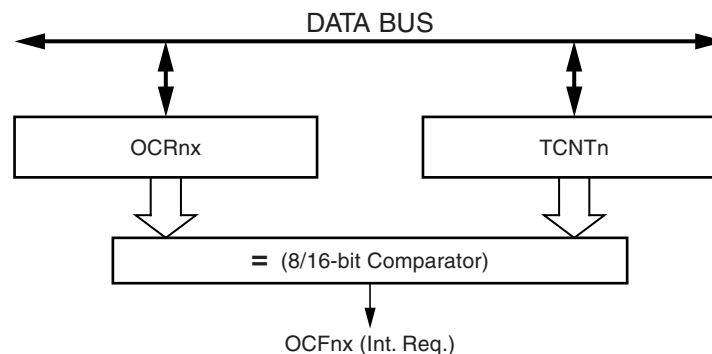 DATA BUS
OCRnx
TCNTn
= (8/16-bit Comparator)
OCFnx (Int. Req.)